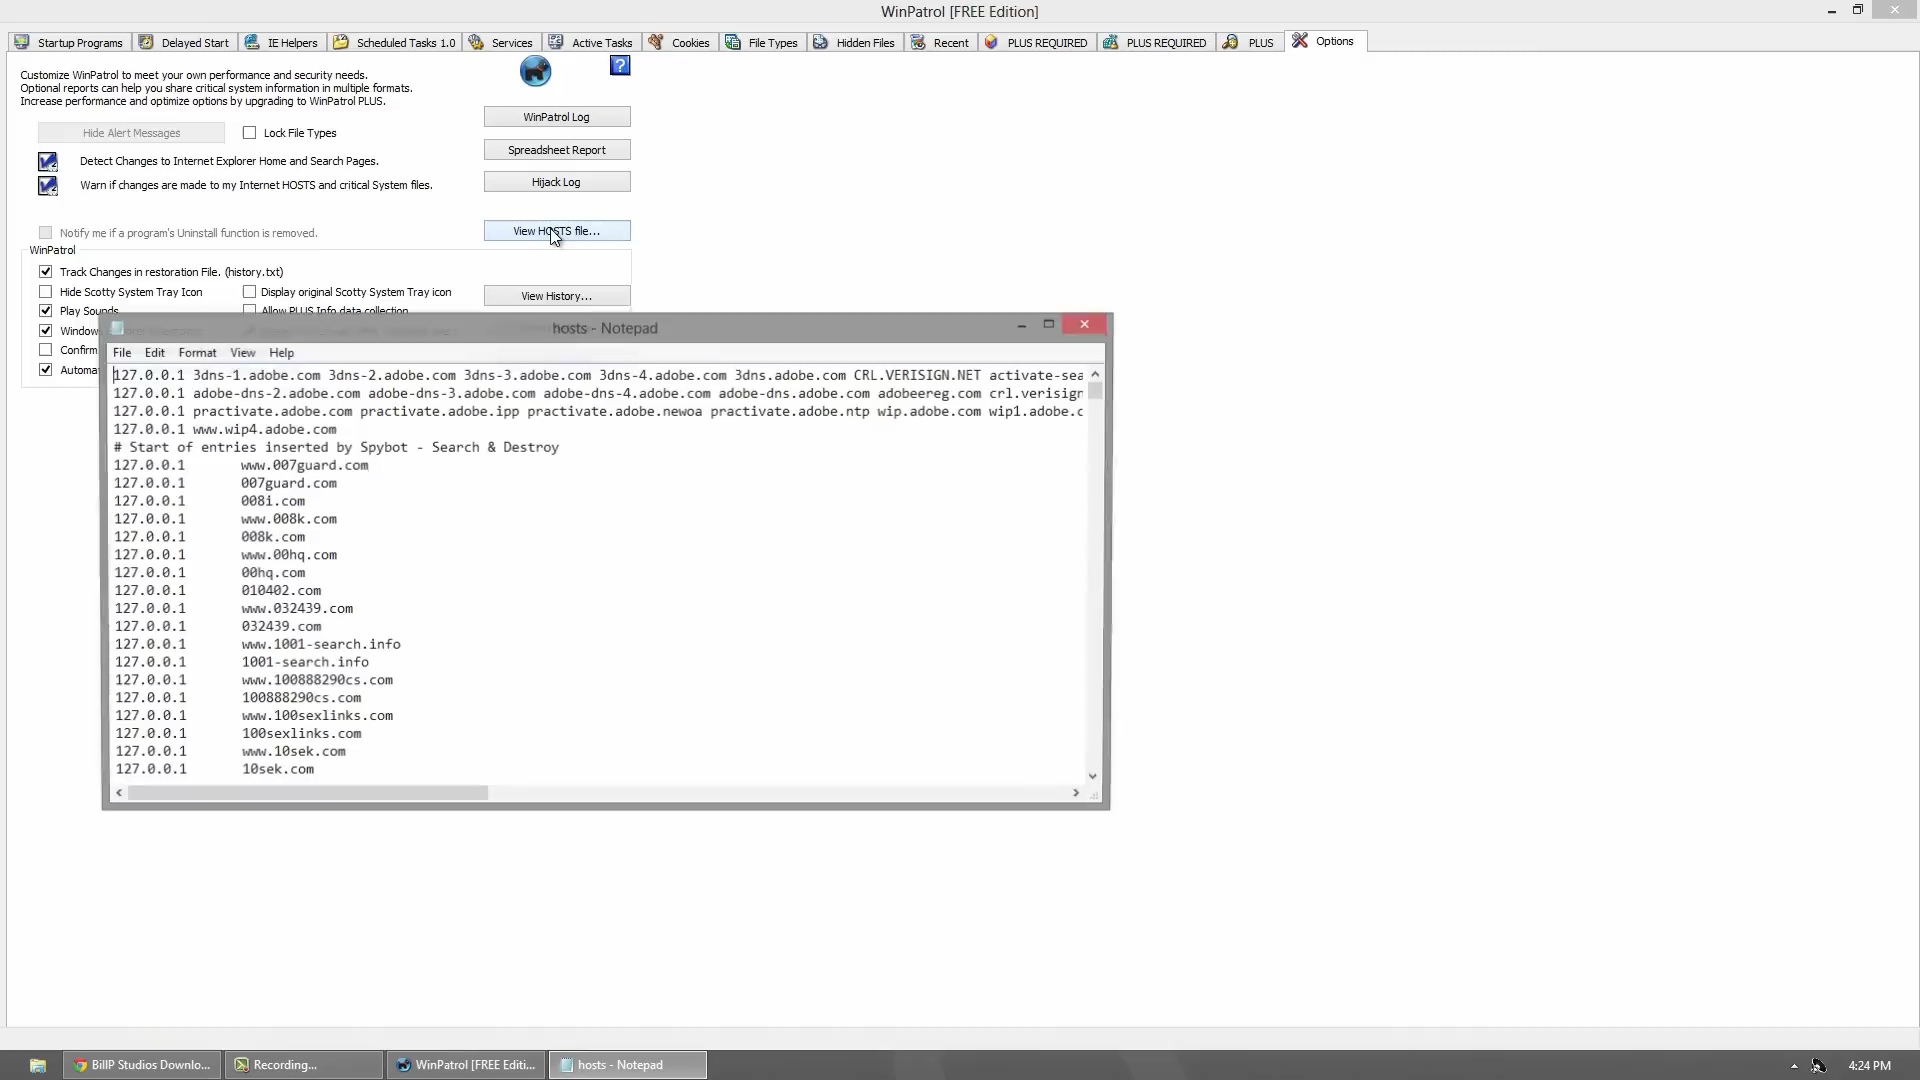 WinPatrol [FREE Edition]
Startup Programs Delayed Start IE Helpers Scheduled Tasks 1.0 Services Active Tasks Cookies File Types Hidden Files Recent PLUS REQUIRED PLUS REQUIRED PLUS Options
Customize WinPatrol to meet your own performance and security needs.
Optional reports can help you share critical system information in multiple formats.
Increase performance and optimize options by upgrading to WinPatrol PLUS.
?
WinPatrol Log
Hide Alert Messages Lock File Types
Spreadsheet Report
Detect Changes to Internet Explorer Home and Search Pages.
Hijack Log
Warn if changes are made to my Internet HOSTS and critical System files.
View HOSTS file...
Notify me if a program's Uninstall function is removed.
WinPatrol
Track Changes in restoration File. (history.txt)
Hide Scotty System Tray Icon Display original Scotty System Tray icon View History...
Play Sounds Allow PLUS Info data collection
Windows
Confirm
Automa
hosts - Notepad
File Edit Format View Help
127.0.0.1 3dns-1.adobe.com 3dns-2.adobe.com 3dns-3.adobe.com 3dns-4.adobe.com 3dns.adobe.com CRL.VERISIGN.NET activate-sea
127.0.0.1 adobe-dns-2.adobe.com adobe-dns-3.adobe.com adobe-dns-4.adobe.com adobe-dns.adobe.com adobeereg.com crl.verisign
127.0.0.1 practivate.adobe.com practivate.adobe.ipp practivate.adobe.newoa practivate.adobe.ntp wip.adobe.com wip1.adobe.c
127.0.0.1 www.wip4.adobe.com
# Start of entries inserted by Spybot - Search & Destroy
127.0.0.1 www.007guard.com
127.0.0.1 007guard.com
127.0.0.1 008i.com
127.0.0.1 www.008k.com
127.0.0.1 008k.com
127.0.0.1 www.00hq.com
127.0.0.1 00hq.com
127.0.0.1 010402.com
127.0.0.1 www.032439.com
127.0.0.1 032439.com
127.0.0.1 www.1001-search.info
127.0.0.1 1001-search.info
127.0.0.1 www.100888290cs.com
127.0.0.1 100888290cs.com
127.0.0.1 www.100sexlinks.com
127.0.0.1 100sexlinks.com
127.0.0.1 www.10sek.com
127.0.0.1 10sek.com
BillP Studios Downlo... Recording... WinPatrol [FREE Editi... hosts - Notepad 4:24 PM